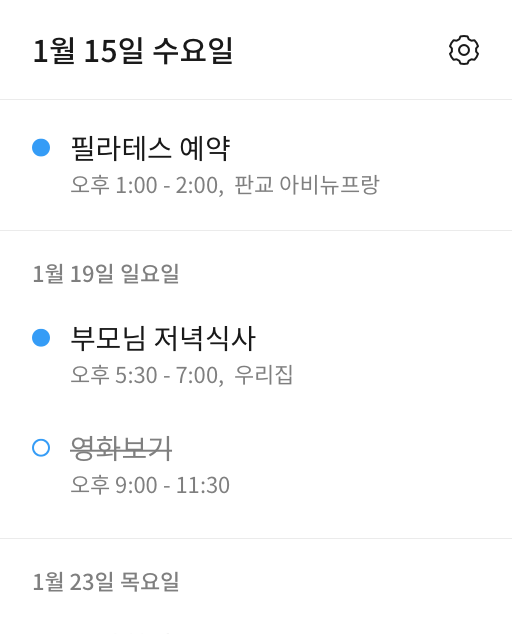 1월 15일 수요일
필라테스 예약
오후 1:00 - 2:00, 판교 아비뉴프랑
1월 19일 일요일
부모님 저녁식사
오후 5:30 - 7:00, 우리집
영화보기
오후 9:00 - 11:30
1월 23일 목요일